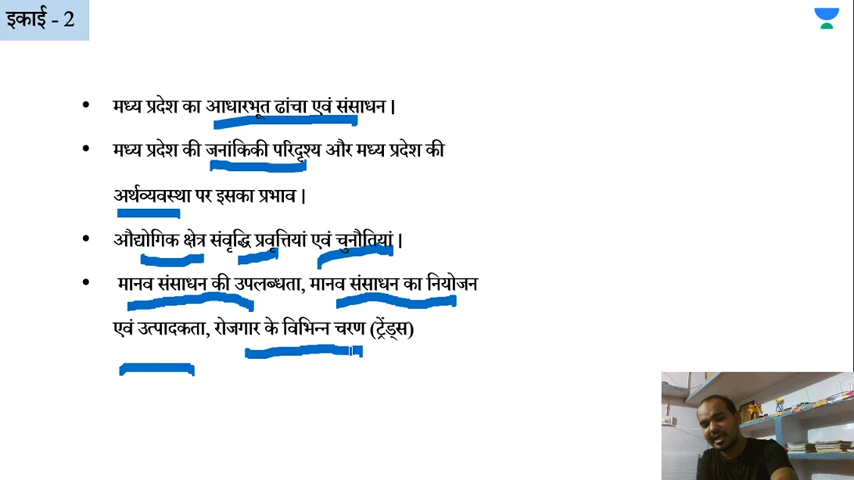 इकाई - 2
• मध्य प्रदेश का आधारभूत ढांचा एवं संसाधन |
• मध्य प्रदेश की जनांकिकी परिदृश्य और मध्य प्रदेश की
अर्थव्यवस्था पर इसका प्रभाव |
• औद्योगिक क्षेत्र संवृद्धि प्रवृत्तियां एवं चुनौतियां |
• मानव संसाधन की उपलब्धता, मानव संसाधन का नियोजन
एवं उत्पादकता, रोजगार के विभिन्न चरण (ट्रेंड्स)